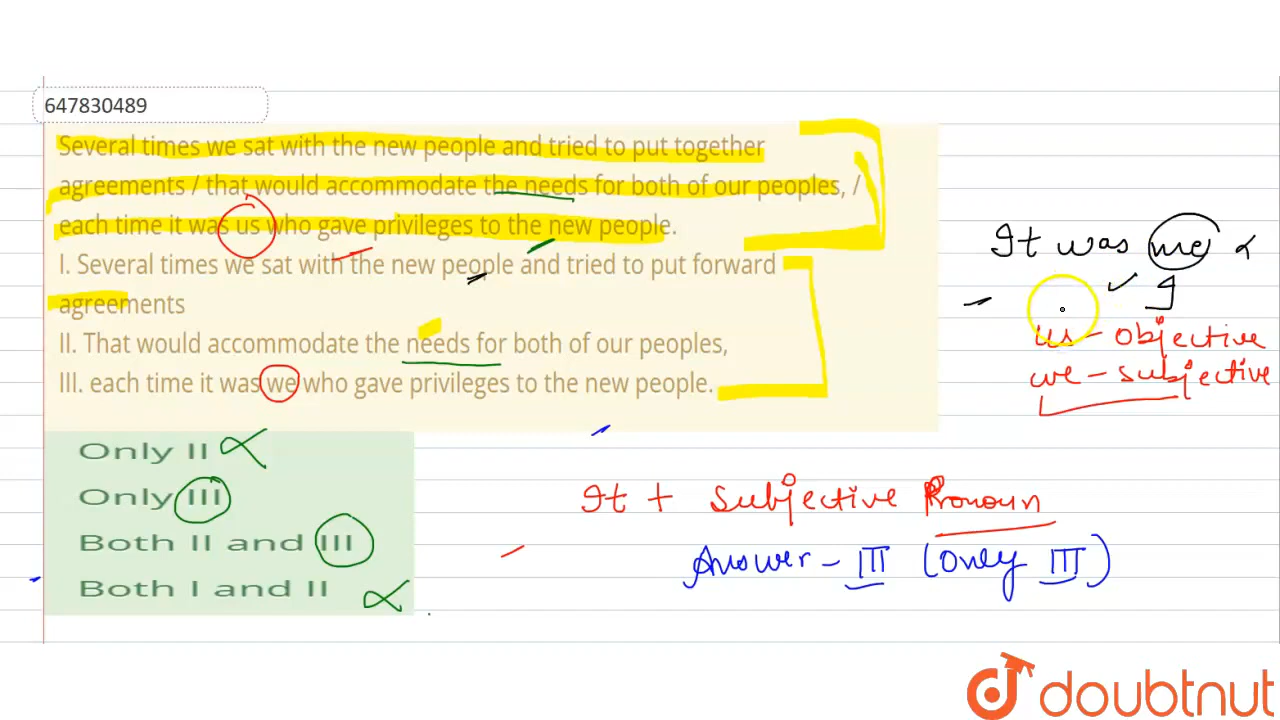 647830489
Several times we sat with the new people and tried to put together
agreements / that would accommodate the needs for both of our peoples, /
each time it was us who gave privileges to the new people.
I. Several times we sat with the new people and tried to put forward
agreements
II. That would accommodate the needs for both of our peoples,
III. each time it was we who gave privileges to the new people.
Only II
Only III
Both II and III
Both I and II
It was me
I
us - objective
we - subjective
It + Subjective Pronoun
Answer - III (Only III)
doubtnut